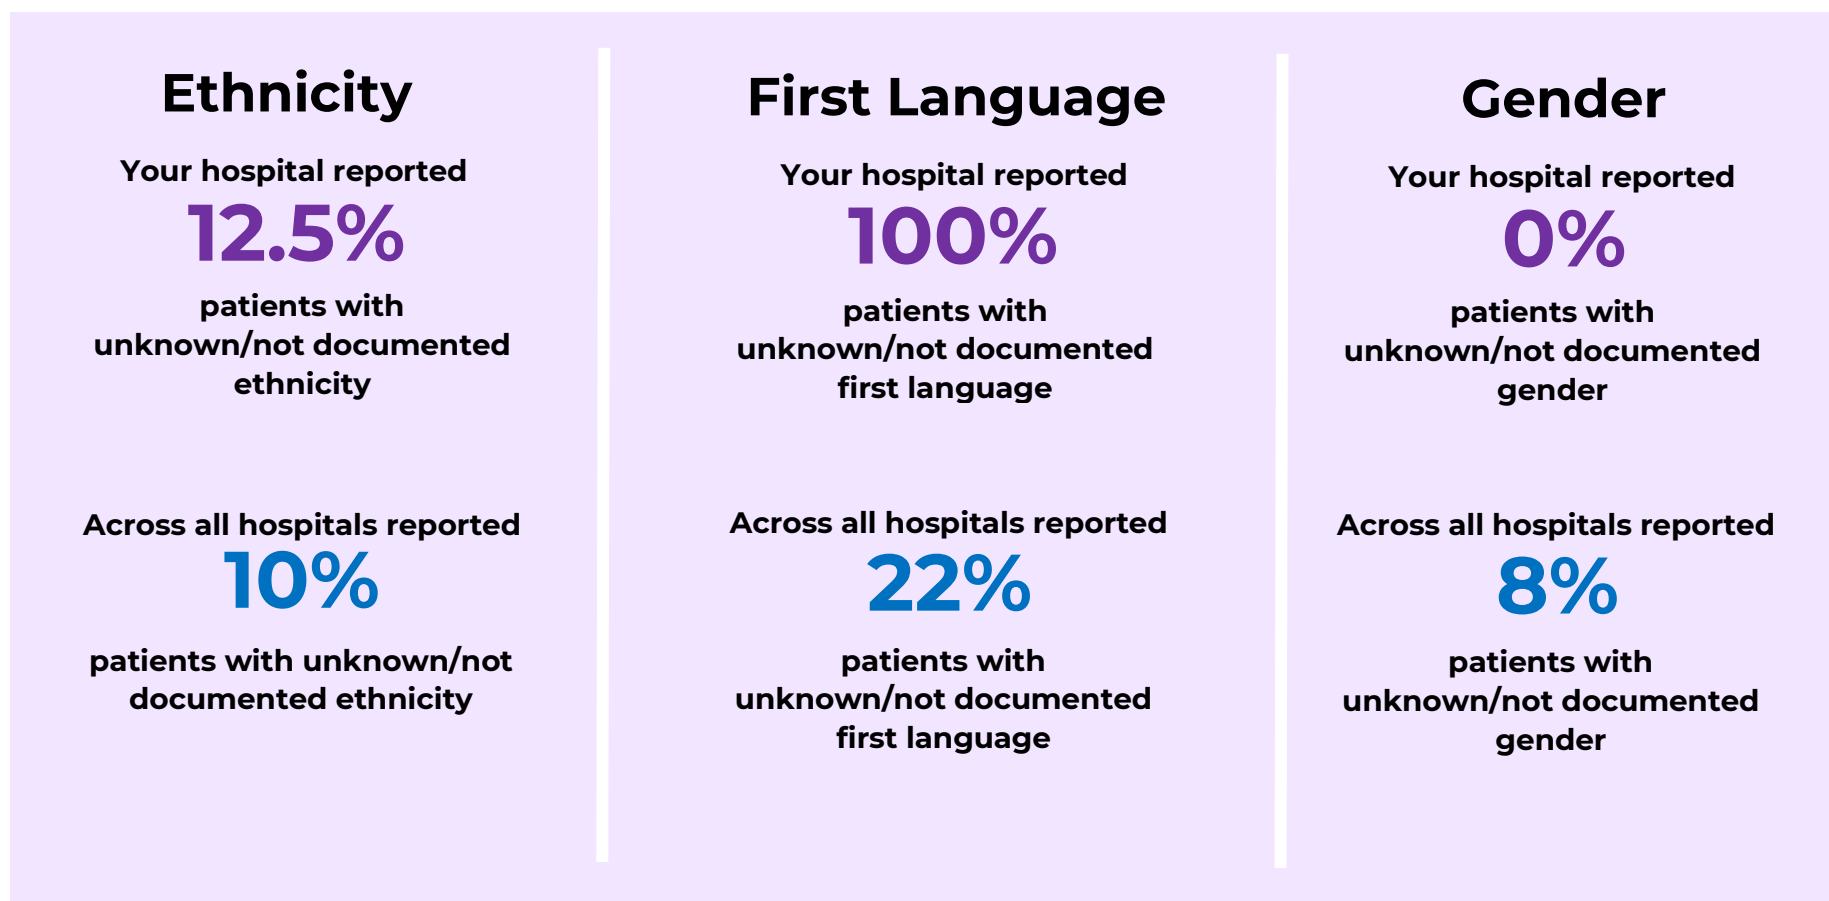 Ethnicity
Your hospital reported
12.5%
patients with
unknown/not documented
ethnicity
Across all hospitals reported
10%
patients with unknown/not
documented ethnicity
First Language
Your hospital reported
100%
patients with
unknown/not documented
first language
Across all hospitals reported
22%
patients with
unknown/not documented
first language
Gender
Your hospital reported
0%
patients with
unknown/not documented
gender
Across all hospitals reported
8%
patients with
unknown/not documented
gender